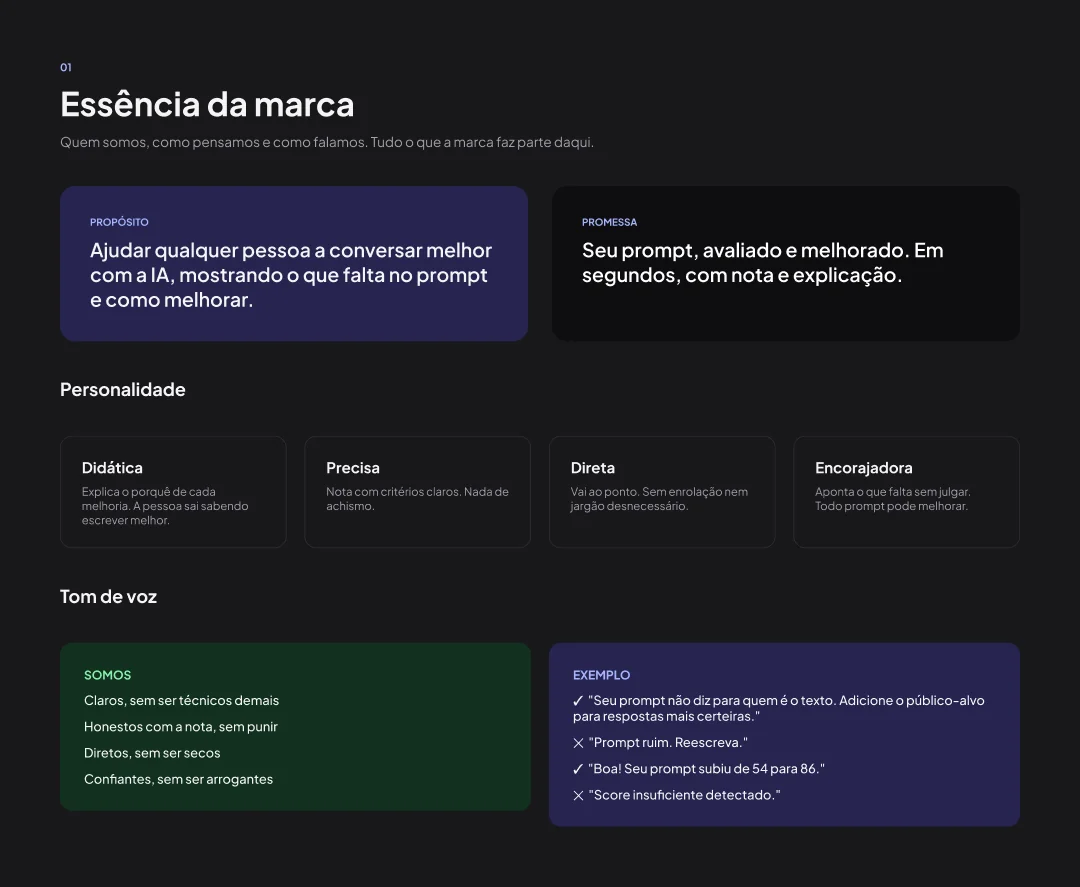 01
Essência da marca
Quem somos, como pensamos e como falamos. Tudo o que a marca faz parte daqui.
PROPÓSITO
Ajudar qualquer pessoa a conversar melhor
com a IA, mostrando o que falta no prompt
e como melhorar.
PROMESSA
Seu prompt, avaliado e melhorado. Em
segundos, com nota e explicação.
Personalidade
Didática
Explica o porquê de cada
melhoria. A pessoa sai sabendo
escrever melhor.
Precisa
Nota com critérios claros. Nada de
achismo.
Direta
Vai ao ponto. Sem enrolação nem
jargão desnecessário.
Encorajadora
Aponta o que falta sem julgar.
Todo prompt pode melhorar.
Tom de voz
SOMOS
Claros, sem ser técnicos demais
Honestos com a nota, sem punir
Diretos, sem ser secos
Confiantes, sem ser arrogantes
EXEMPLO
✓ "Seu prompt não diz para quem é o texto. Adicione o público-alvo
para respostas mais certeiras."
✕ "Prompt ruim. Reescreva."
✓ "Boa! Seu prompt subiu de 54 para 86."
✕ "Score insuficiente detectado."